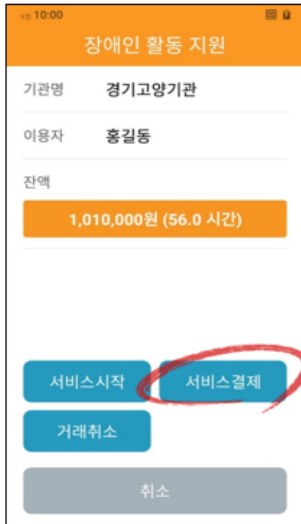 오전 10:00
장애인 활동 지원
기관명 경기고양기관
이용자 홍길동
잔액
1,010,000원 (56.0 시간)
서비스시작 서비스결제
거래취소
취소